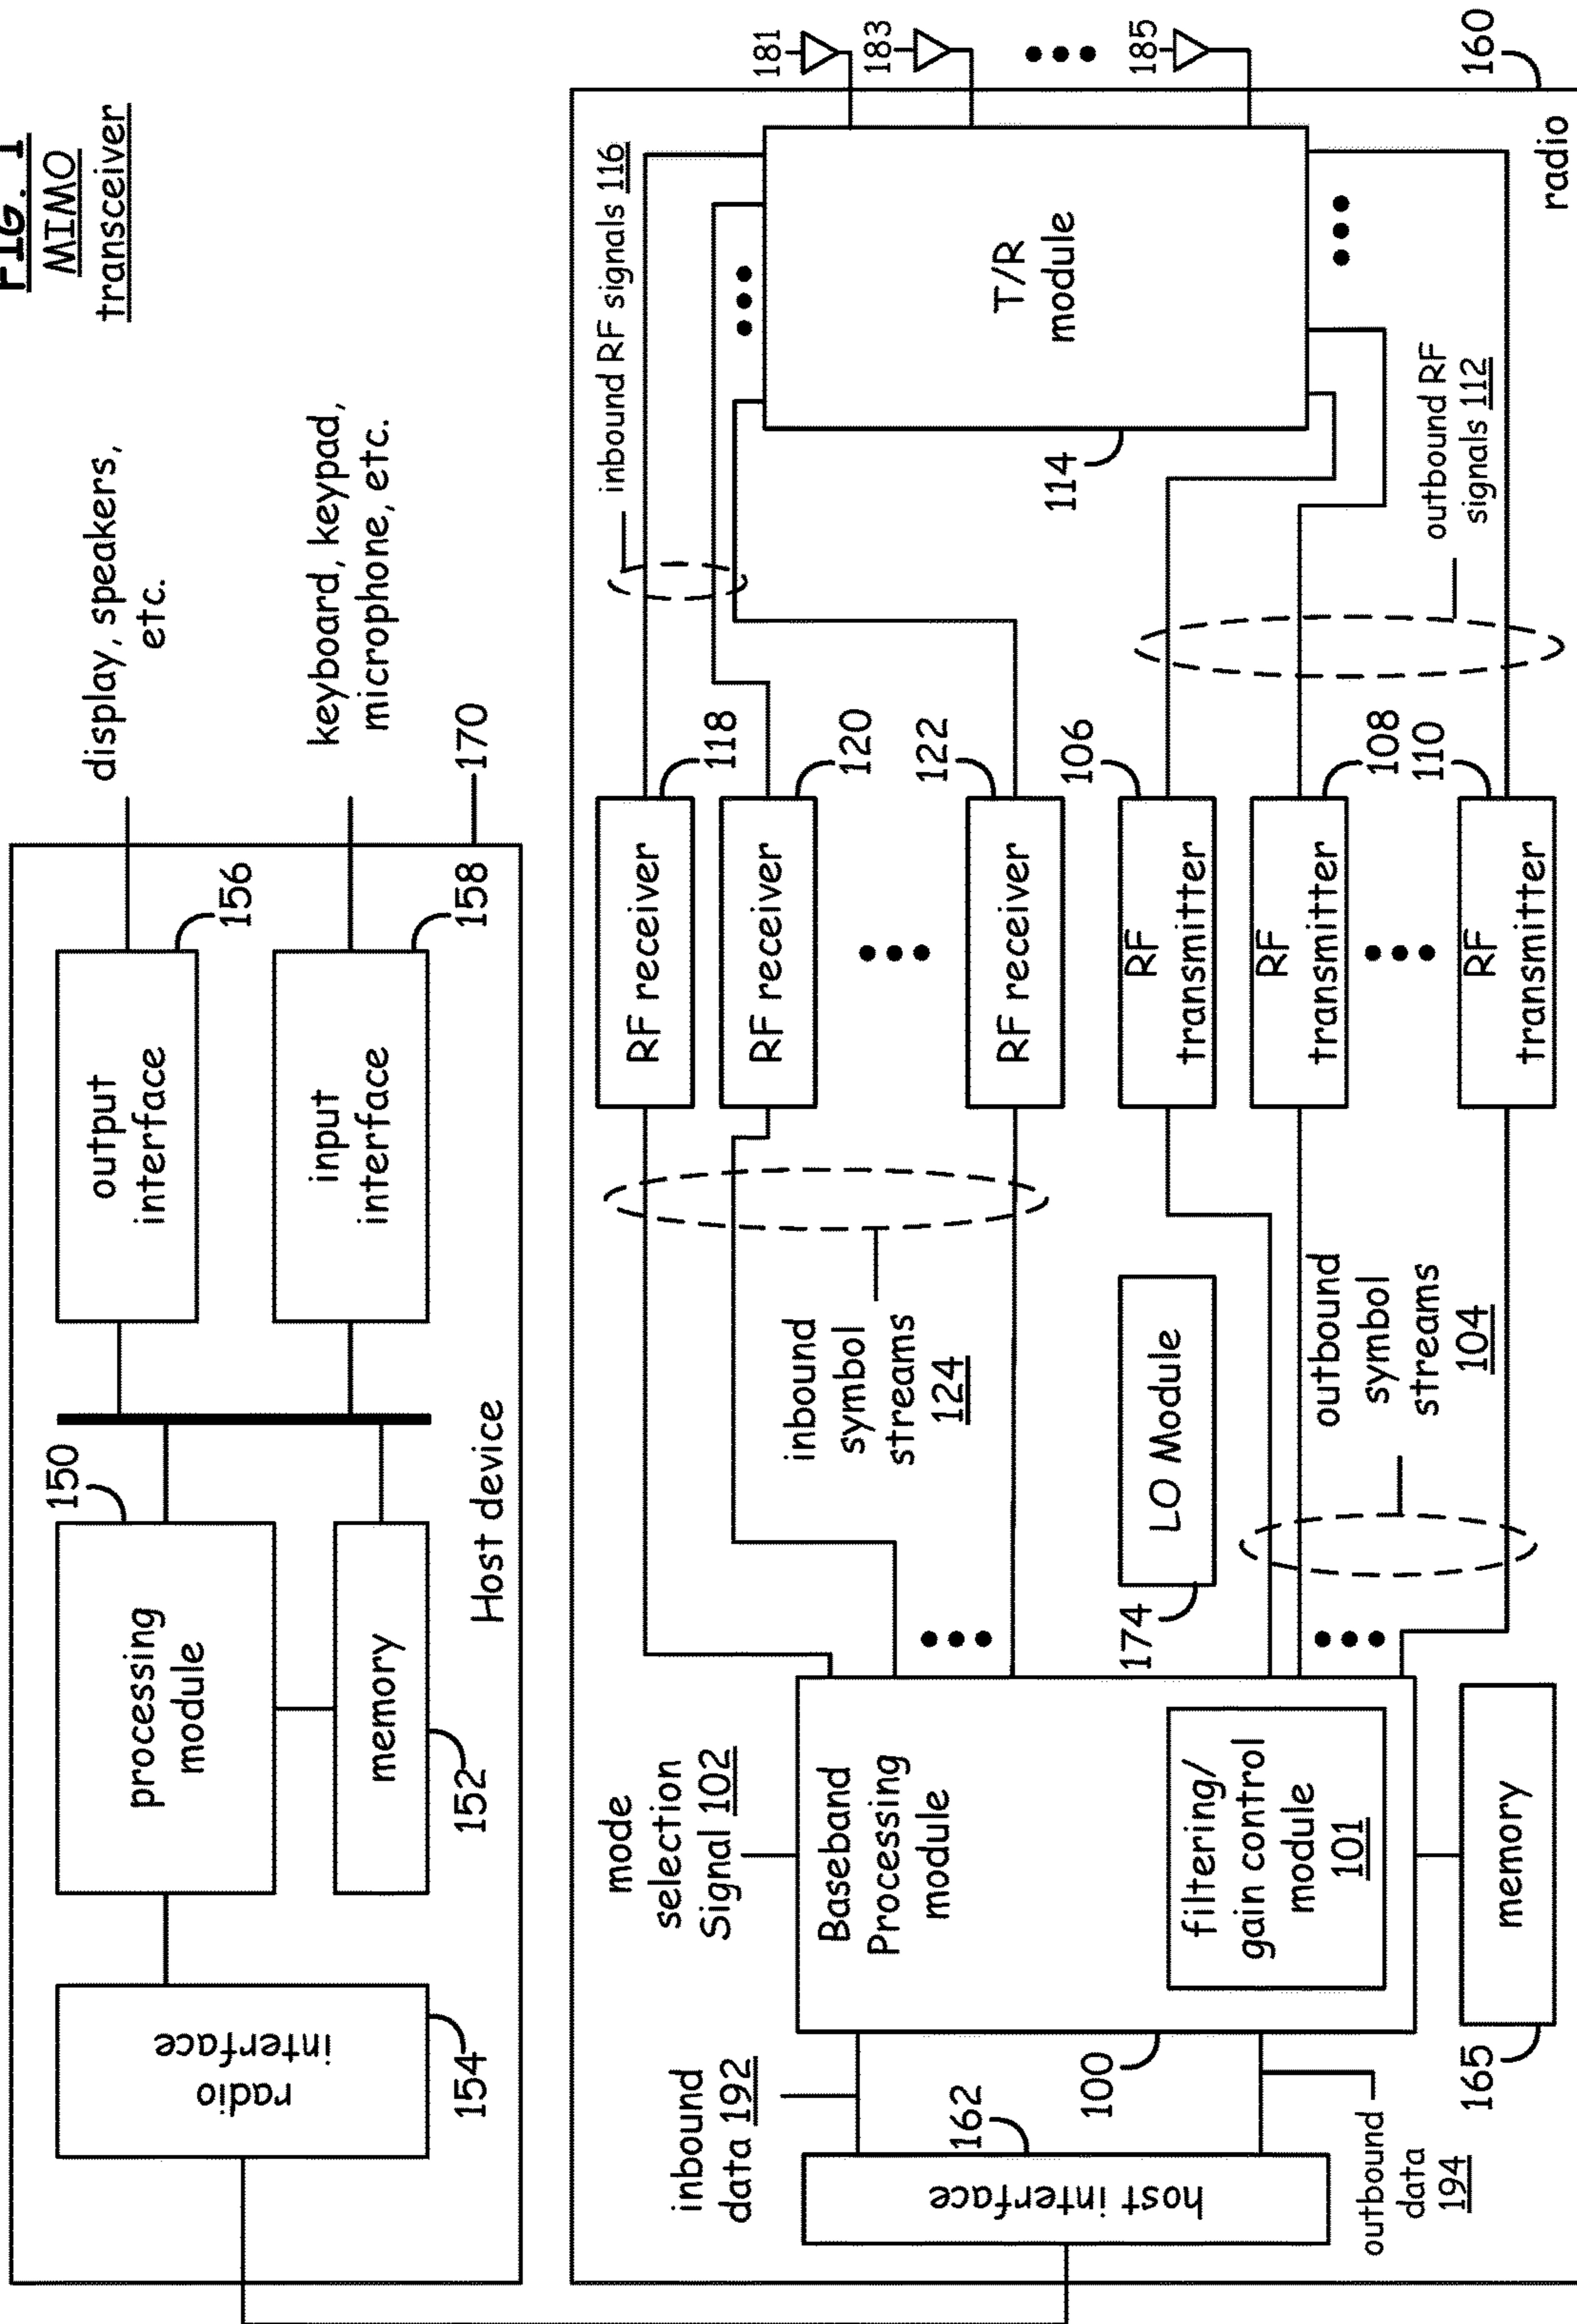 FIG. 1
MIMO
transceiver
display, speakers,
etc.
keyboard, keypad,
microphone, etc.
170
output
interface
156
input
interface
158
150
processing
module
memory
152
radio
interface
154
Host device
inbound RF signals 116
181
183
185
160
radio
T/R
module
114
outbound RF
signals 112
RF receiver
118
RF receiver
120
RF receiver
122
RF
transmitter
106
RF
transmitter
108
RF
transmitter
110
inbound
symbol
streams
124
LO Module
174
outbound
symbol
streams
104
mode
selection
Signal 102
Baseband
Processing
module
filtering/
gain control
module
101
100
memory
165
inbound
data 192
162
host interface
outbound
data
194